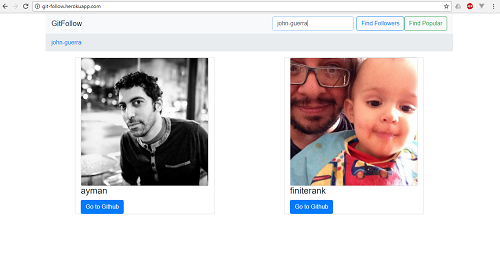 git-follow.herokuapp.com
GitFollow
john-guerra
Find Followers
Find Popular
john-guerra
ayman
Go to Github
finiterank
Go to Github